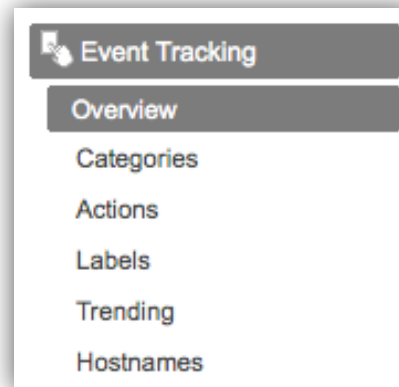 Event Tracking
Overview
Categories
Actions
Labels
Trending
Hostnames